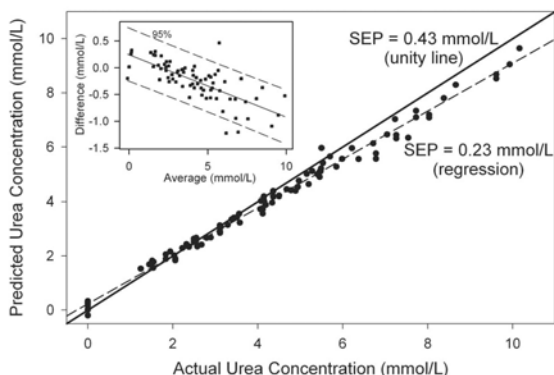 Predicted Urea Concentration (mmol/L)
10
8
6
4
2
0
0
2
4
6
8
10
Actual Urea Concentration (mmol/L)
SEP = 0.43 mmol/L
(unity line)
SEP = 0.23 mmol/L
(regression)
Difference (mmol/L)
0.5
0.0
-0.5
-1.0
-1.5
0
5
10
Average (mmol/L)
95%